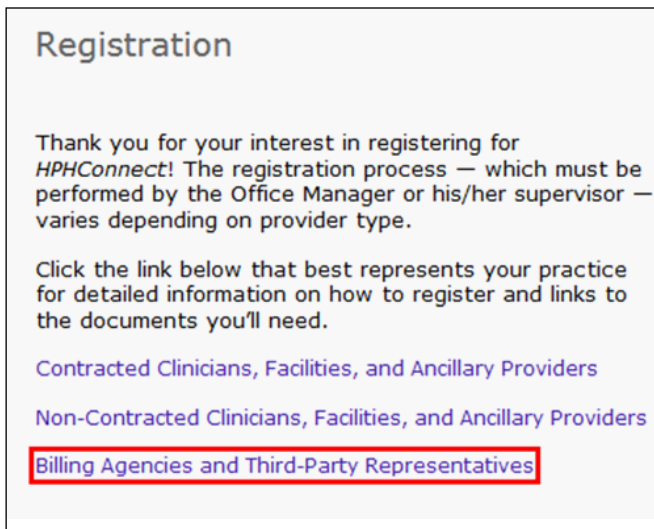 Registration
Thank you for your interest in registering for
HPHConnect! The registration process — which must be
performed by the Office Manager or his/her supervisor —
varies depending on provider type.
Click the link below that best represents your practice
for detailed information on how to register and links to
the documents you'll need.
Contracted Clinicians, Facilities, and Ancillary Providers
Non-Contracted Clinicians, Facilities, and Ancillary Providers
Billing Agencies and Third-Party Representatives